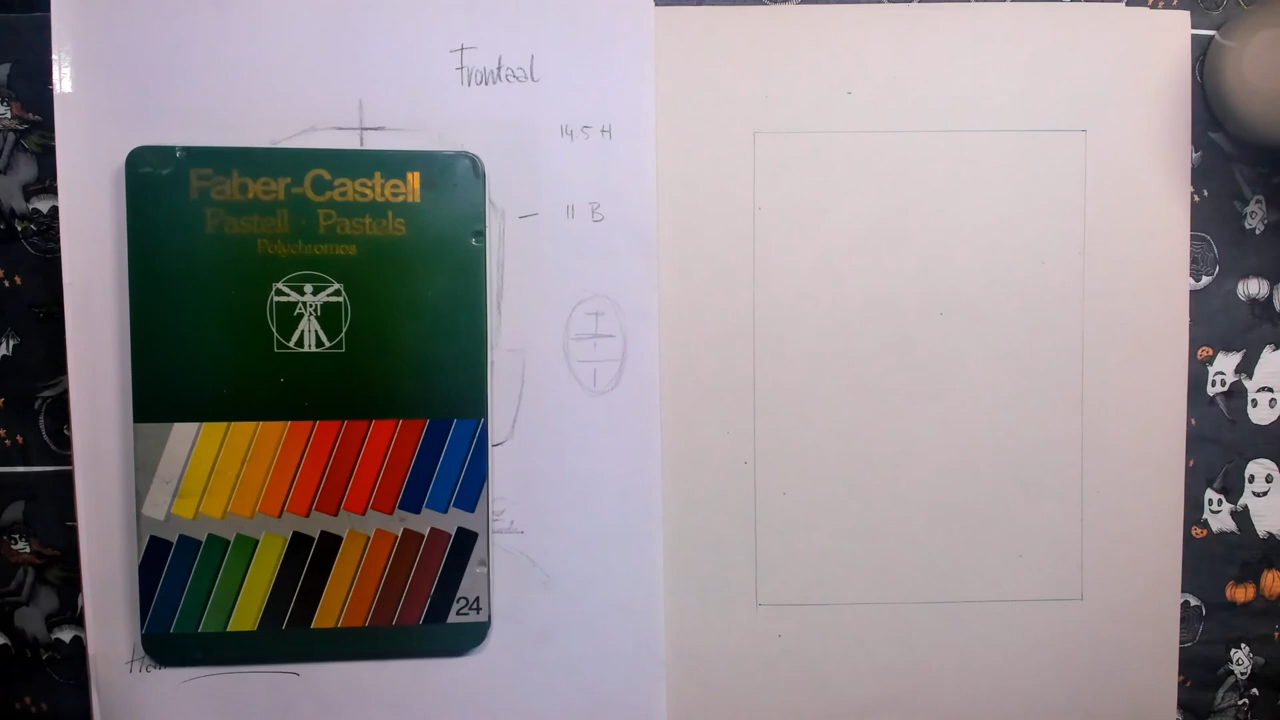 Frontaal
14.5 H
11 B
Faber-Castell
Pastell · Pastels
Polychromos
ART
24